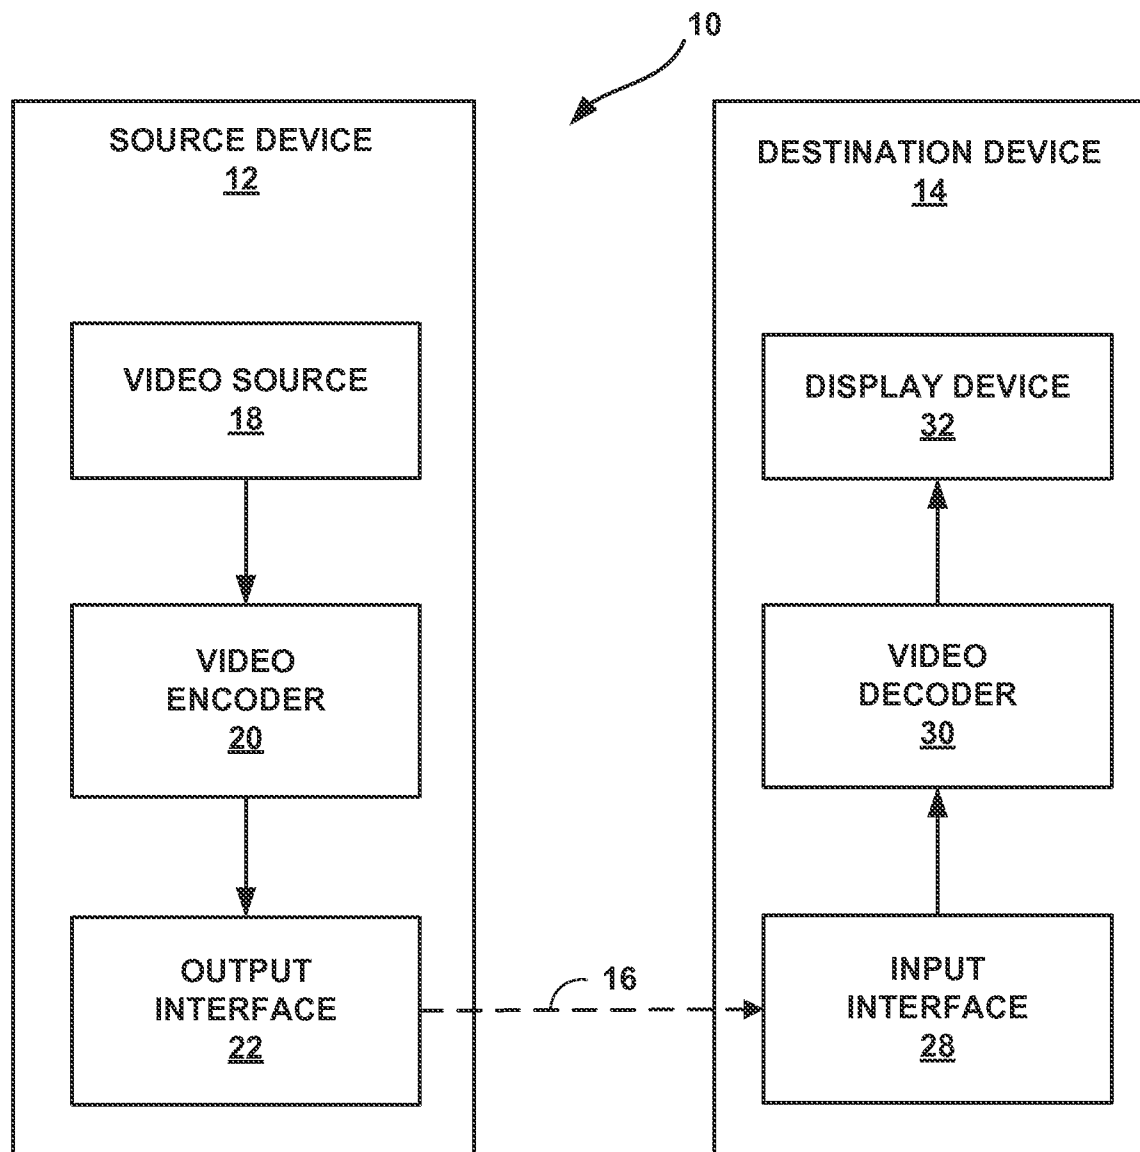 10
SOURCE DEVICE
12
VIDEO SOURCE
18
VIDEO
ENCODER
20
OUTPUT
INTERFACE
22
16
DESTINATION DEVICE
14
DISPLAY DEVICE
32
VIDEO
DECODER
30
INPUT
INTERFACE
28